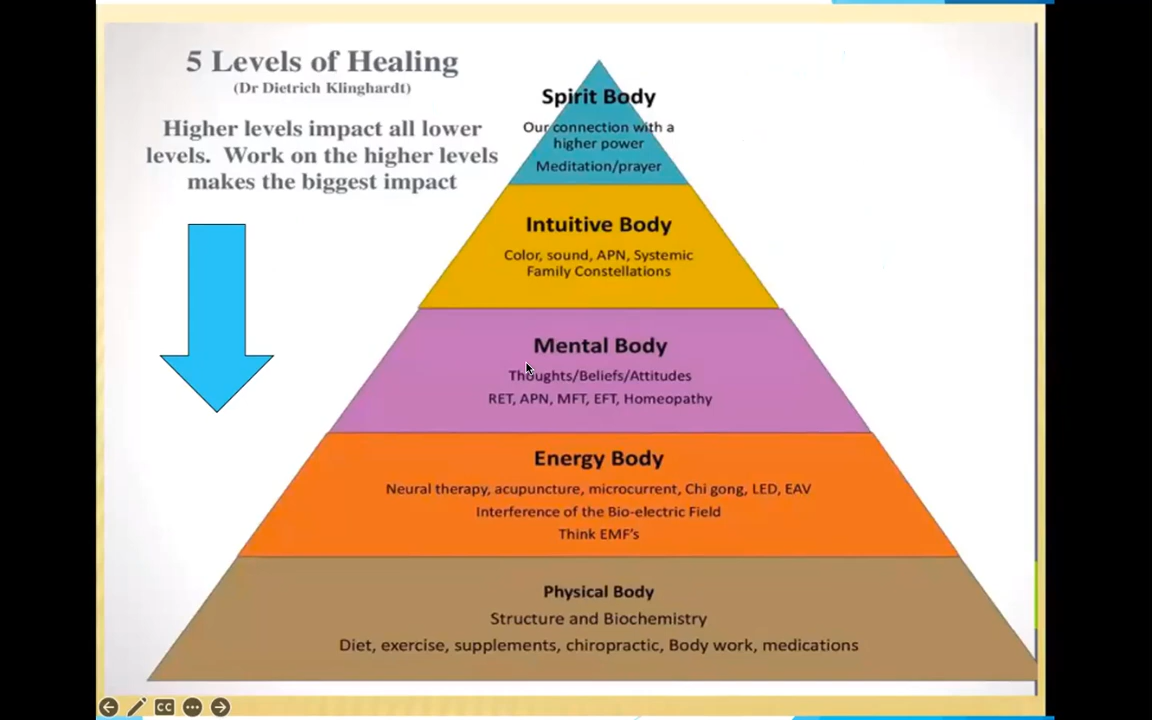 5 Levels of Healing
(Dr Dietrich Klinghardt)
Higher levels impact all lower
levels. Work on the higher levels
makes the biggest impact
Spirit Body
Our connection with a
higher power
Meditation/prayer
Intuitive Body
Color, sound, APN, Systemic
Family Constellations
Mental Body
Thoughts/Beliefs/Attitudes
RET, APN, MFT, EFT, Homeopathy
Energy Body
Neural therapy, acupuncture, microcurrent, Chi gong, LED, EAV
Interference of the Bio-electric Field
Think EMF's
Physical Body
Structure and Biochemistry
Diet, exercise, supplements, chiropractic, Body work, medications
CC